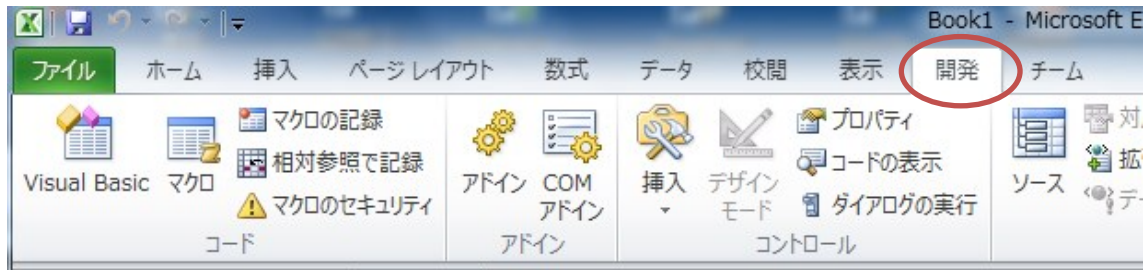 Book1 - Microsoft E
ファイル ホーム 挿入 ページ レイアウト 数式 データ 校閲 表示 開発 チーム
Visual Basic
マクロ
マクロの記録
相対参照で記録
マクロのセキュリティ
コード
アドイン
COM
アドイン
アドイン
挿入
デザイン
モード
プロパティ
コードの表示
ダイアログの実行
コントロール
ソース
対
拡
デー